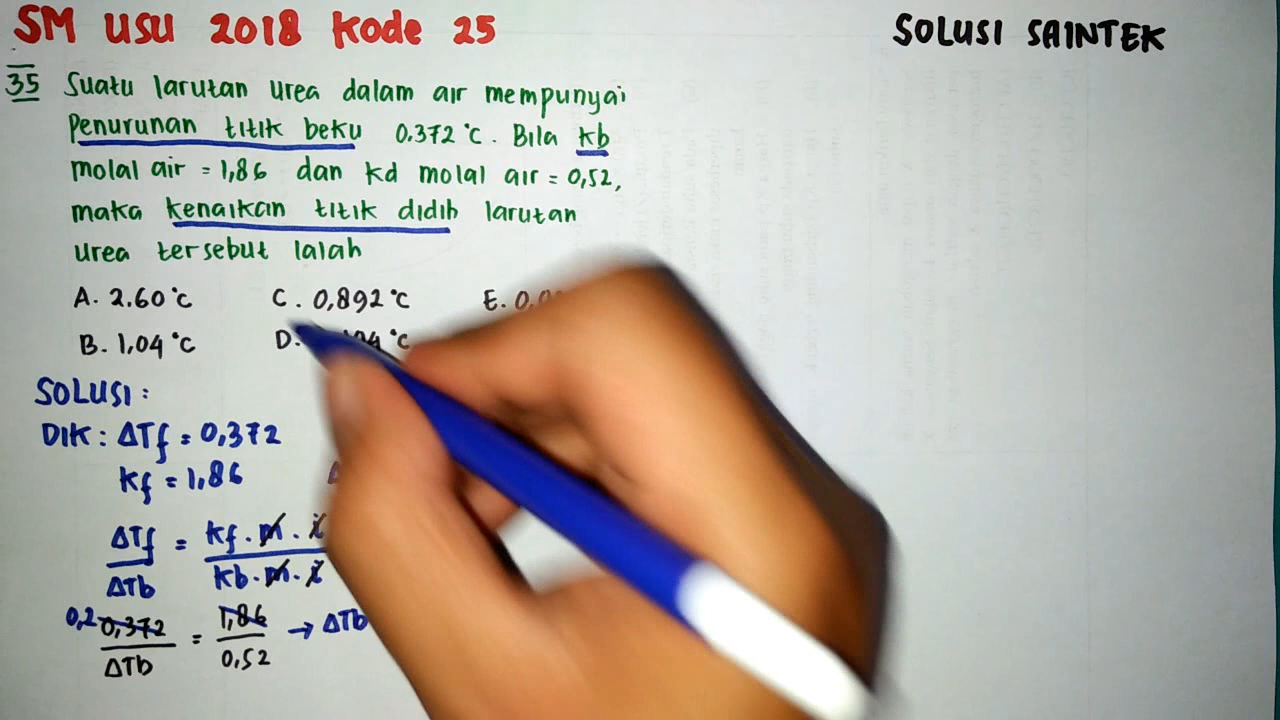 SM USU 2018 Kode 25
SOLUSI SAINTEK
35 Suatu larutan urea dalam air mempunyai
Penurunan titik beku 0.372 °C. Bila kb
molal air = 1,86 dan kd molal air = 0,52,
maka kenaikan titik didih larutan
urea tersebut ialah
A. 2.60 °C C. 0,892 °C E.
B. 1,04 °C D. °C
SOLUSI :
DIK : ΔTf = 0,372
Kf = 1,86
ΔTf = Kf . m . i
ΔTb Kb . m . i
0,2 0,372 = 1,86 → ΔTb
ΔTb 0,52